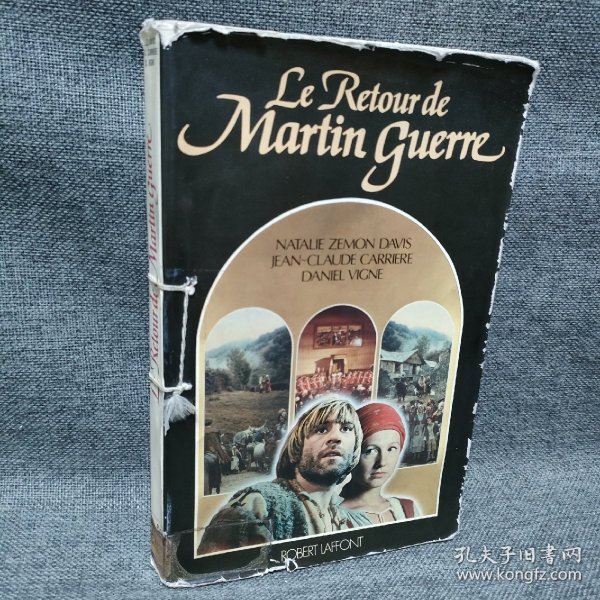 Le Retour de
Martin Guerre
NATALIE ZEMON DAVIS
JEAN-CLAUDE CARRIERE
DANIEL VIGNE
ROBERT LAFFONT
Le Retour de Martin Guerre
孔夫子旧书网
www.kongfz.com